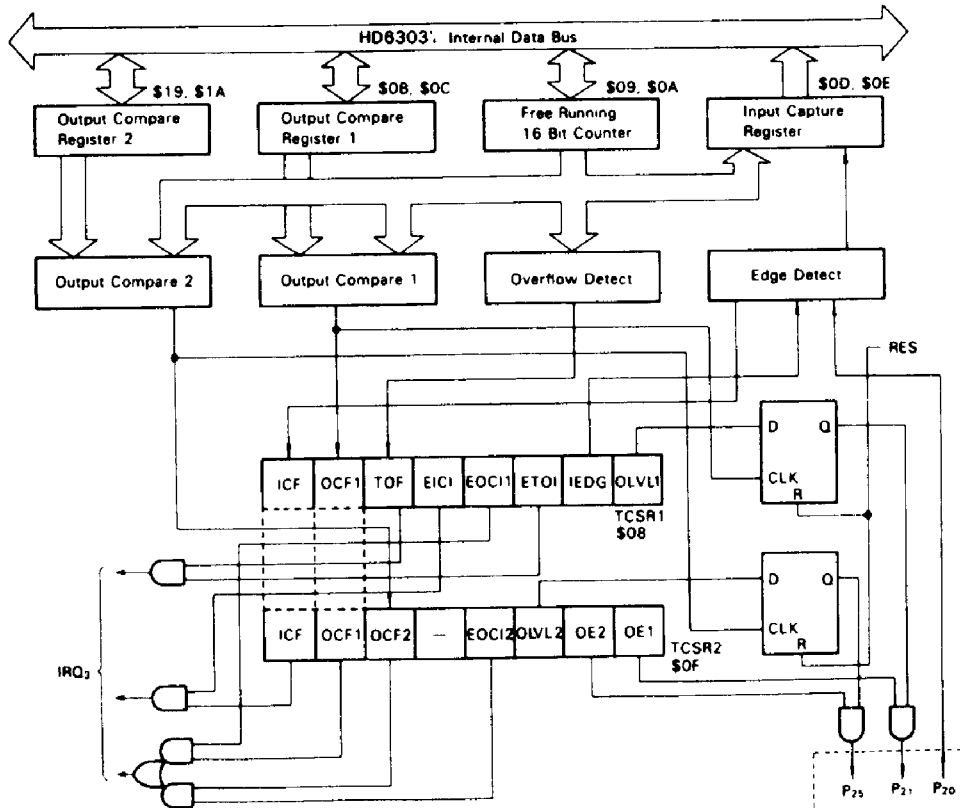 HD6303' Internal Data Bus
$19, $1A
$0B, $0C
$09, $0A
$0D, $0E
Output Compare
Register 2
Output Compare
Register 1
Free Running
16 Bit Counter
Input Capture
Register
Output Compare 2
Output Compare 1
Overflow Detect
Edge Detect
RES
D Q
CLK
R
ICF OCF1 TOF EICI EOCI1 ETOI IEDG OLVL1
TCSR1
$08
D Q
CLK
R
ICF OCF1 OCF2 — EOCI2 OLVL2 OE2 OE1
TCSR2
$0F
IRQ3
P25 P21 P20